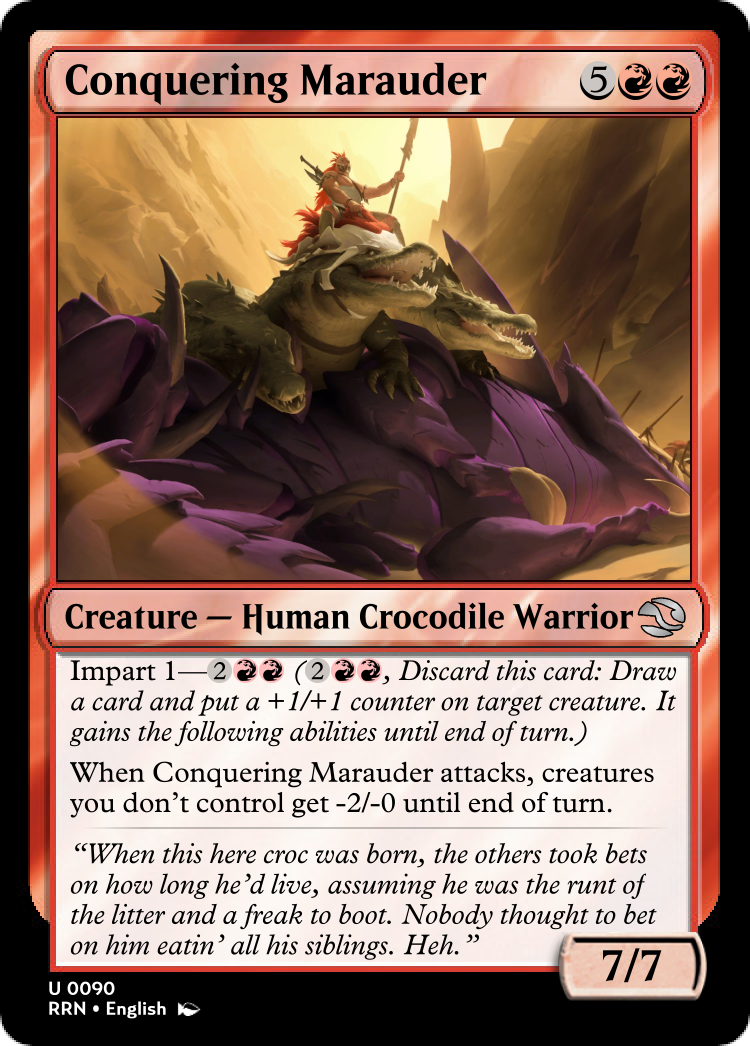 Conquering Marauder 5
Creature — Human Crocodile Warrior
Impart 1—2 (2, Discard this card: Draw
a card and put a +1/+1 counter on target creature. It
gains the following abilities until end of turn.)
When Conquering Marauder attacks, creatures
you don't control get -2/-0 until end of turn.
“When this here croc was born, the others took bets
on how long he'd live, assuming he was the runt of
the litter and a freak to boot. Nobody thought to bet
on him eatin' all his siblings. Heh.”
7/7
U 0090
RRN • English